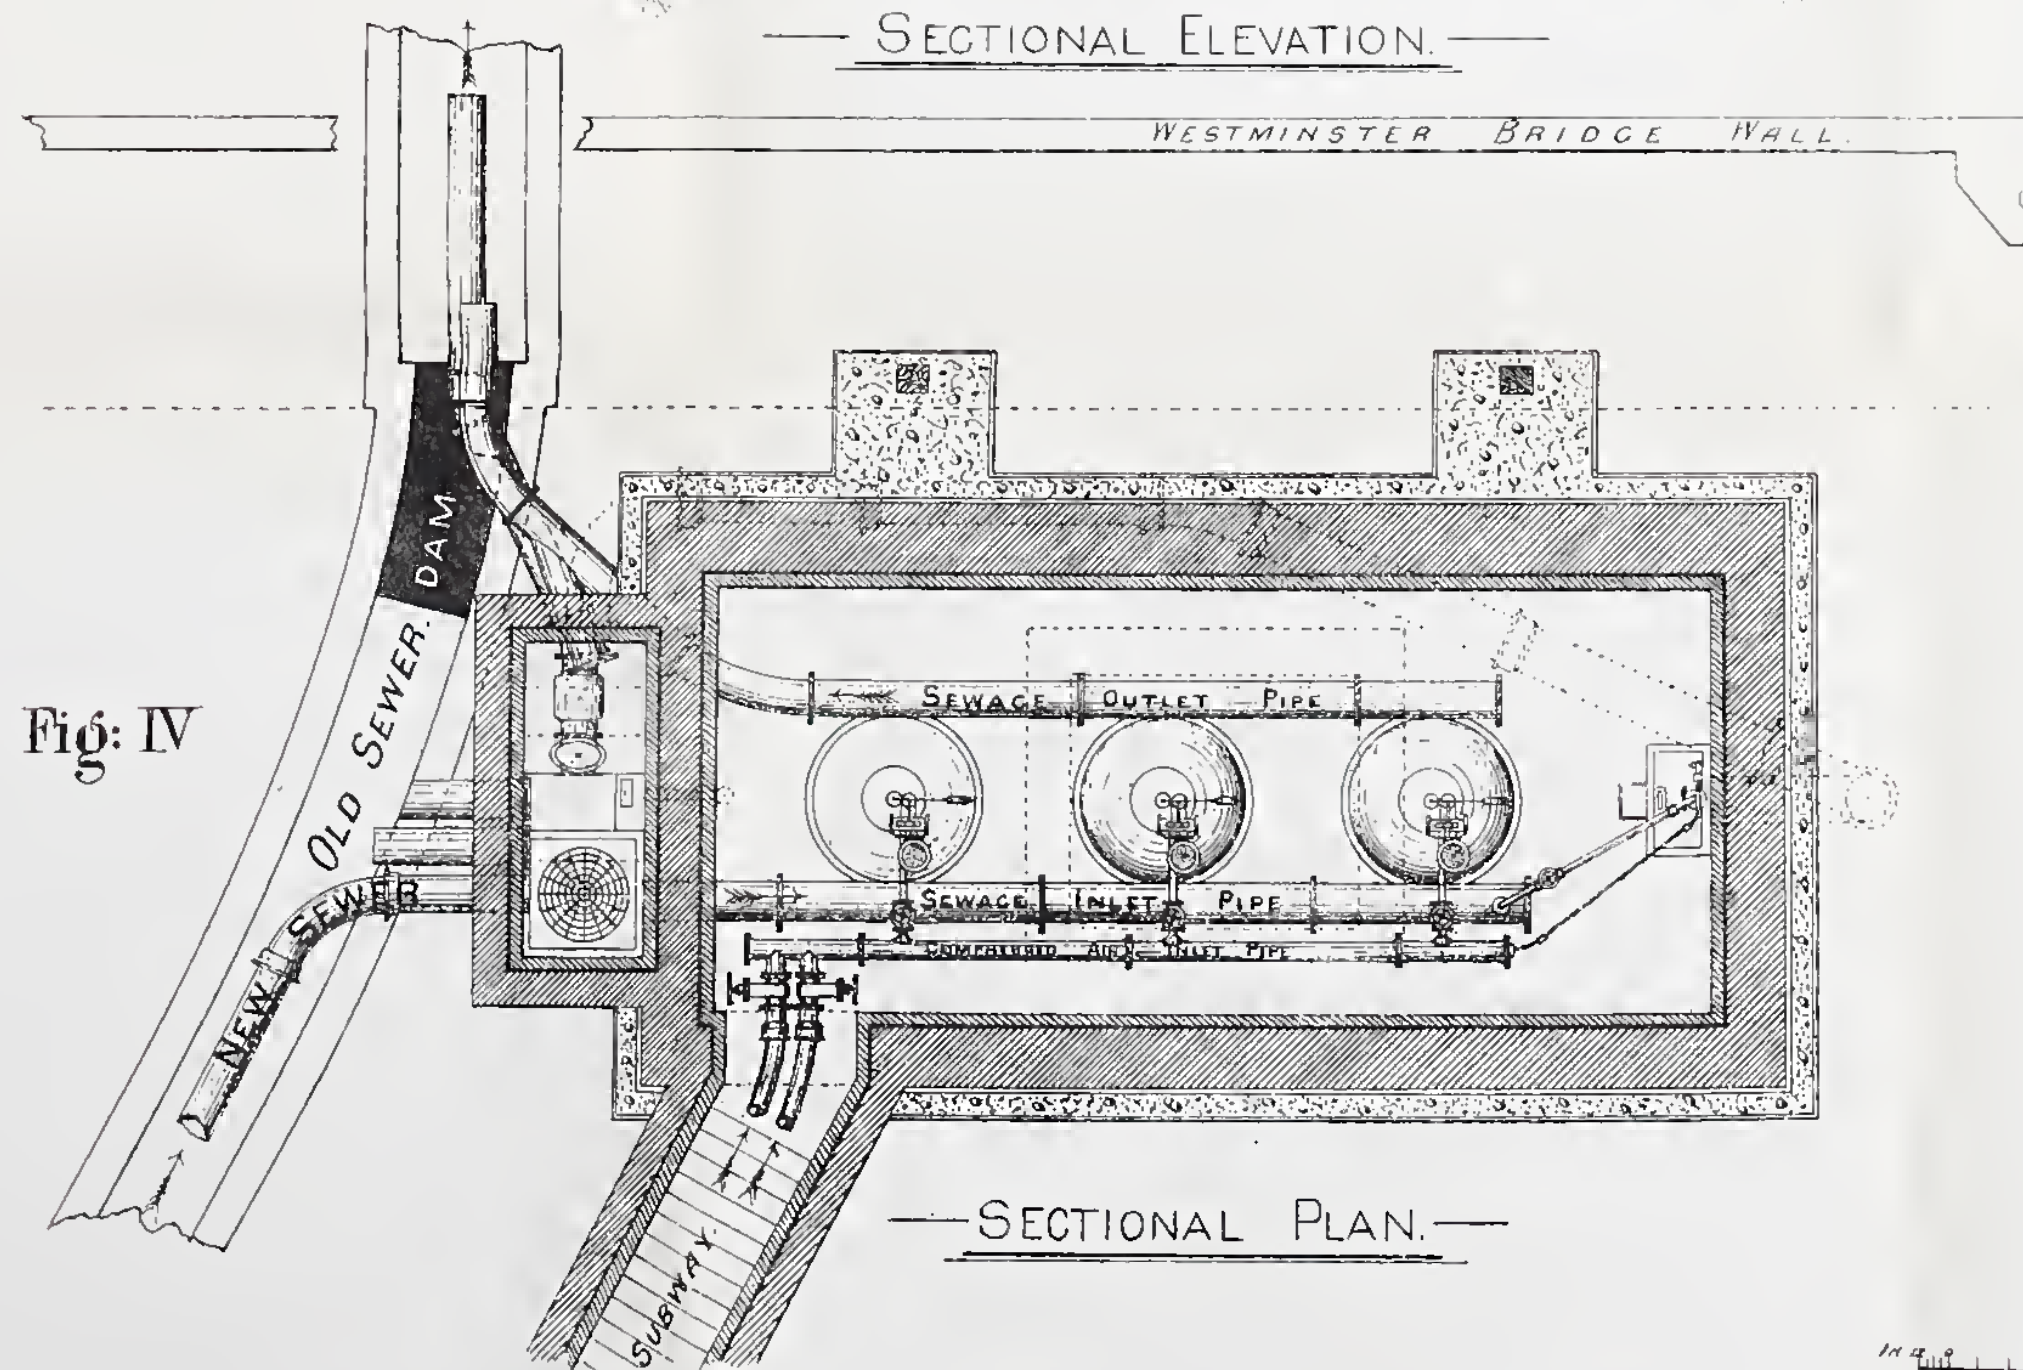 SECTIONAL ELEVATION.
WESTMINSTER BRIDGE WALL.
DAM
OLD SEWER.
Fig: IV
SEWAGE OUTLET PIPE
NEW SEWER
SEWAGE INLET PIPE
COMPRESSED AIR INLET PIPE
SECTIONAL PLAN.
SUBWAY.